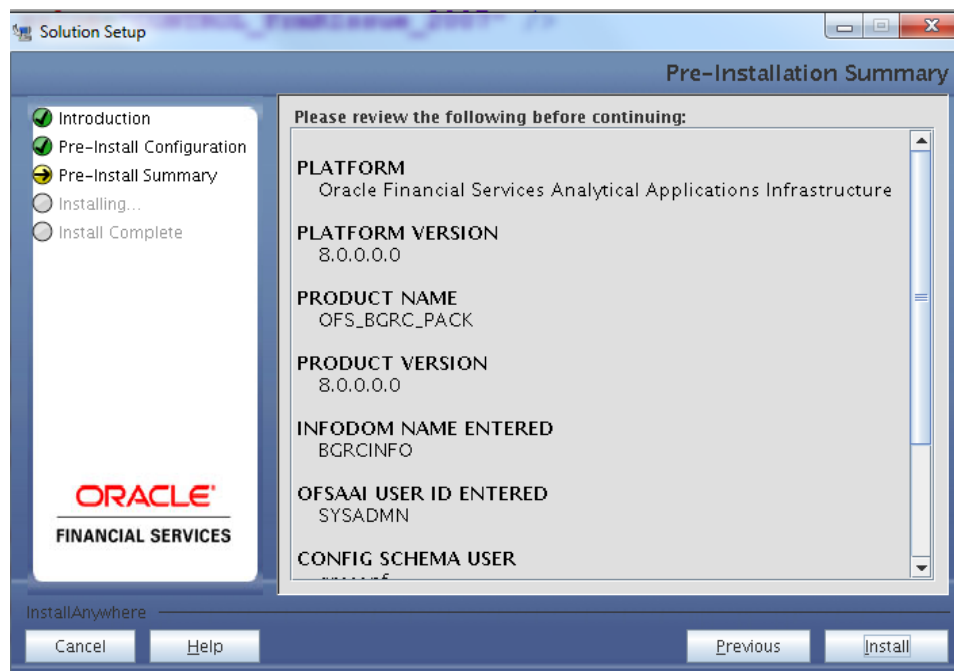 Solution Setup
Pre-Installation Summary
Introduction
Pre-Install Configuration
Pre-Install Summary
Installing...
Install Complete
ORACLE'
FINANCIAL SERVICES
Please review the following before continuing:
PLATFORM
Oracle Financial Services Analytical Applications Infrastructure
PLATFORM VERSION
8.0.0.0.0
PRODUCT NAME
OFS_BGRC_PACK
PRODUCT VERSION
8.0.0.0.0
INFODOM NAME ENTERED
BGRCINFO
OFSAAI USER ID ENTERED
SYSADMN
CONFIG SCHEMA USER
InstallAnywhere
Cancel
Help
Previous
Install